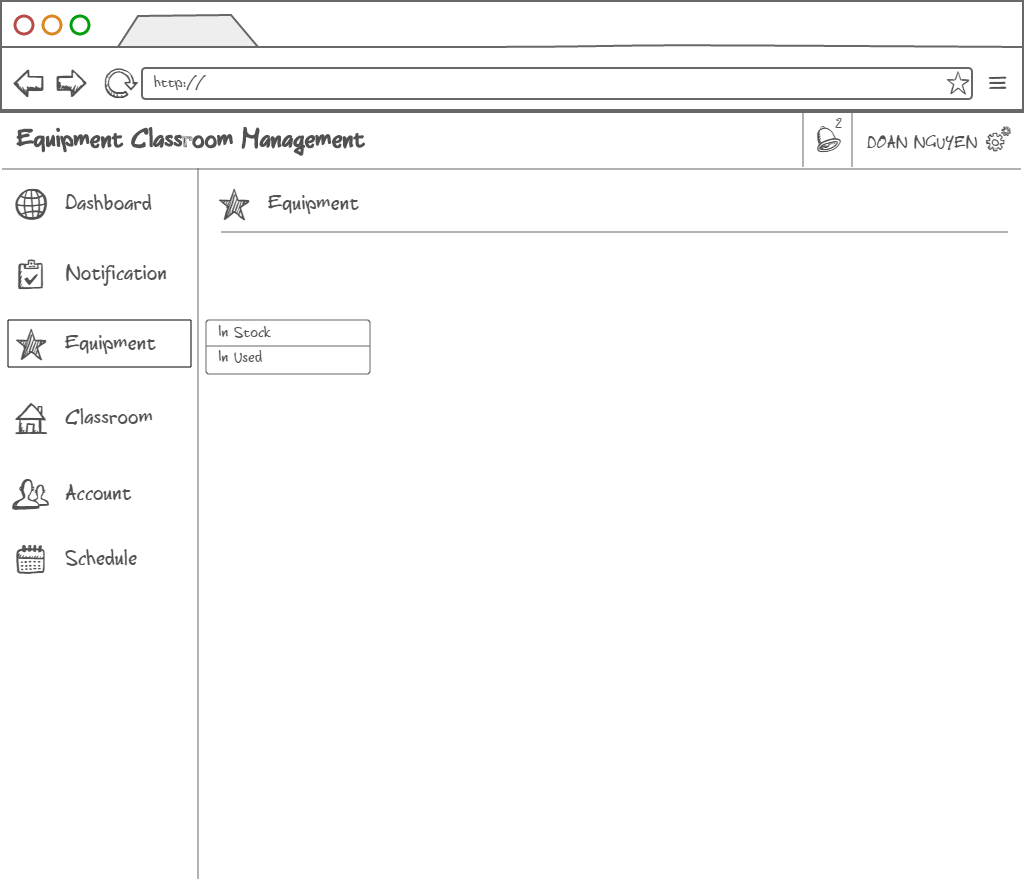 http://
Equipment Classroom Management
2
DOAN NGUYEN
Dashboard
Equipment
Notification
Equipment
In Stock
In Used
Classroom
Account
Schedule